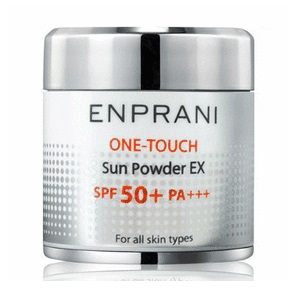 ENPRANI
ONE-TOUCH
Sun Powder EX
SPF 50+ PA+++
For all skin types